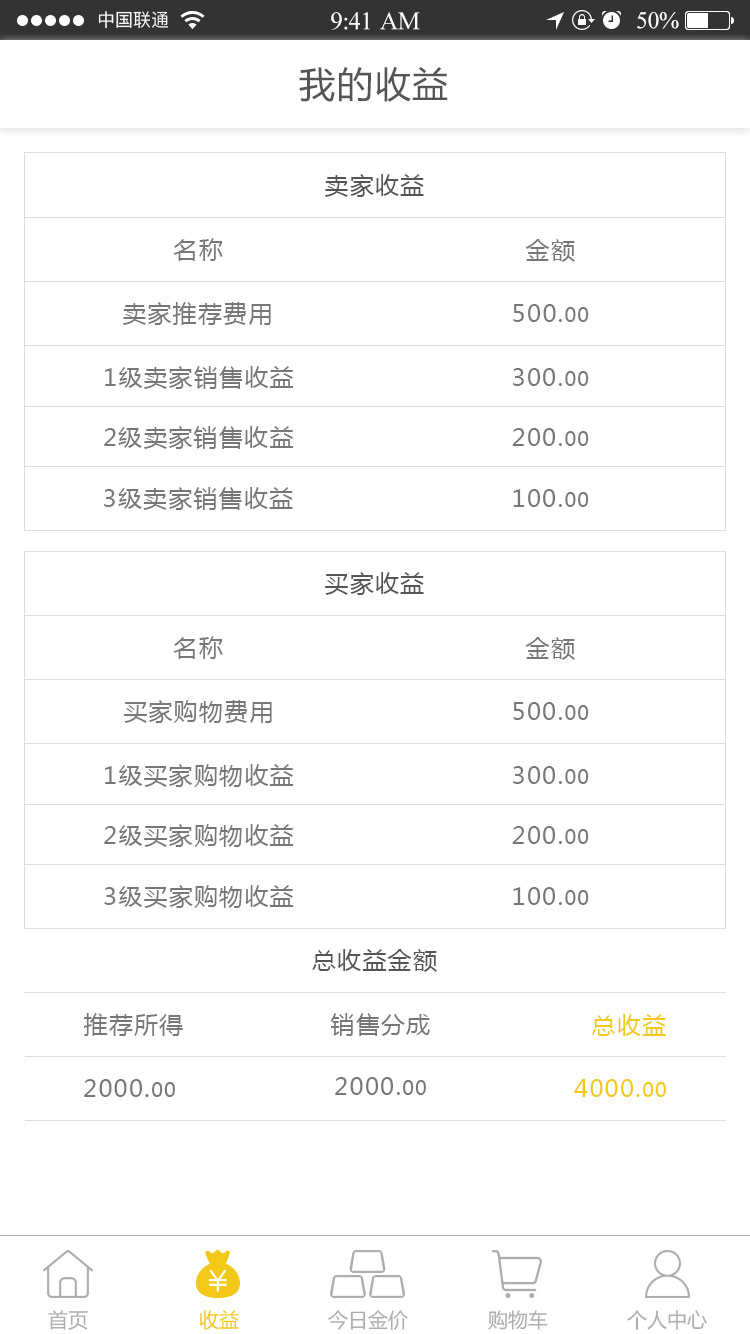 中国联通 9:41 AM 50%
我的收益
卖家收益
名称 金额
卖家推荐费用 500.00
1级卖家销售收益 300.00
2级卖家销售收益 200.00
3级卖家销售收益 100.00
买家收益
名称 金额
买家购物费用 500.00
1级买家购物收益 300.00
2级买家购物收益 200.00
3级买家购物收益 100.00
总收益金额
推荐所得 销售分成 总收益
2000.00 2000.00 4000.00
¥
首页 收益 今日金价 购物车 个人中心